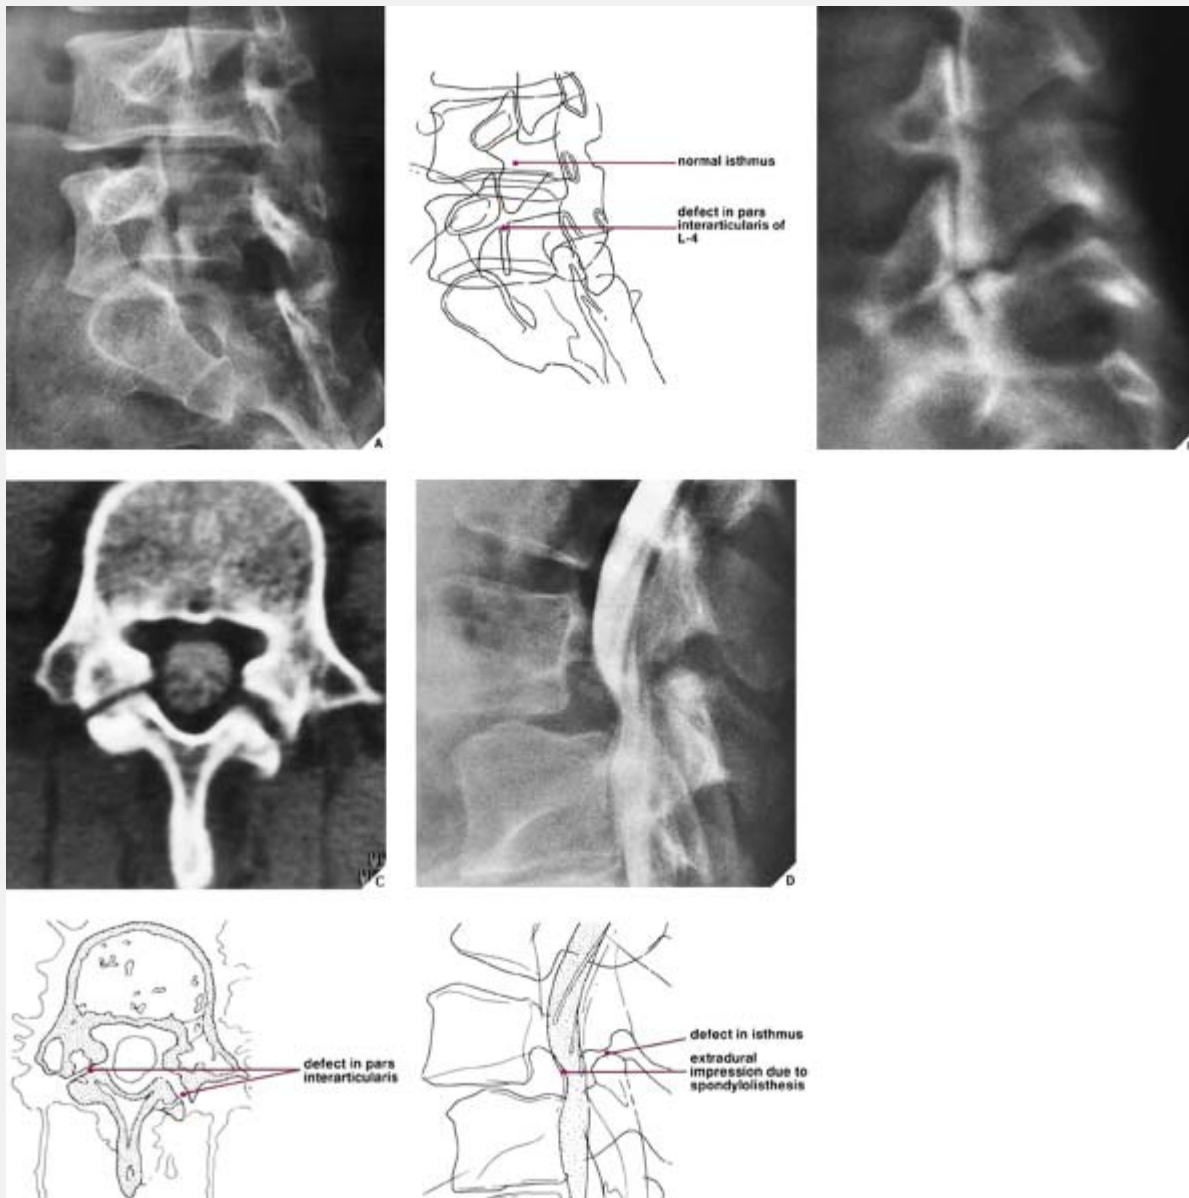 normal isthmus
defect in pars
interarticularis of
L-4
A
C
D
defect in pars
interarticularis
defect in isthmus
extradural
impression due to
spondylolisthesis